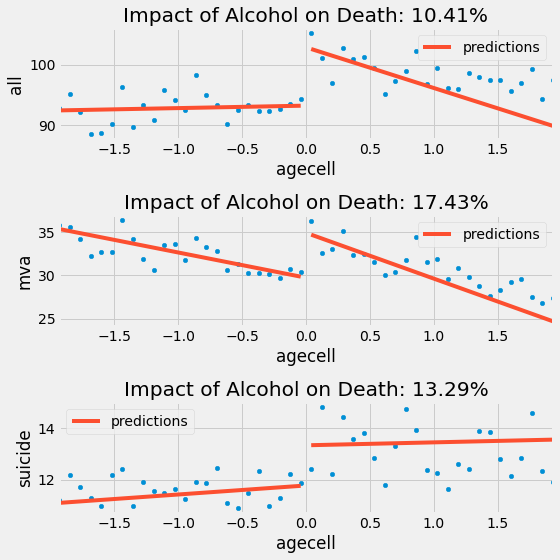 Impact of Alcohol on Death: 10.41%
predictions
all
100
90
−1.5 −1.0 −0.5 0.0 0.5 1.0 1.5
agecell
Impact of Alcohol on Death: 17.43%
predictions
mva
35
30
25
−1.5 −1.0 −0.5 0.0 0.5 1.0 1.5
agecell
Impact of Alcohol on Death: 13.29%
predictions
suicide
14
12
−1.5 −1.0 −0.5 0.0 0.5 1.0 1.5
agecell